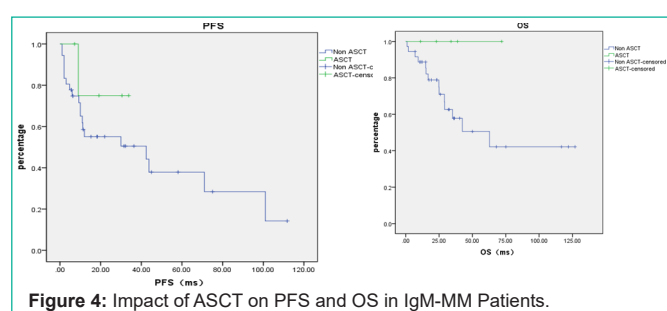 PFS
percentage
1.0
0.8
0.6
0.4
0.2
0.0
.00 20.00 40.00 60.00 80.00 100.00 120.00
PFS (ms)
Non ASCT
ASCT
Non ASCT-c
ASCT-censc
OS
percentage
1.0
0.8
0.6
0.4
0.2
0.0
.00 25.00 50.00 75.00 100.00 125.00
OS (ms)
Non ASCT
ASCT
Non ASCT-censored
ASCT-censored
Figure 4: Impact of ASCT on PFS and OS in IgM-MM Patients.